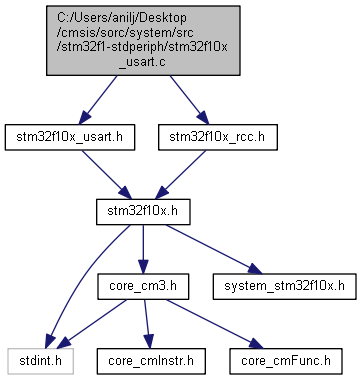 C:/Users/anilj/Desktop
/cmsis/sorc/system/src
/stm32f1-stdperiph/stm32f10x
_usart.c
stm32f10x_usart.h
stm32f10x_rcc.h
stm32f10x.h
core_cm3.h
system_stm32f10x.h
stdint.h
core_cmInstr.h
core_cmFunc.h